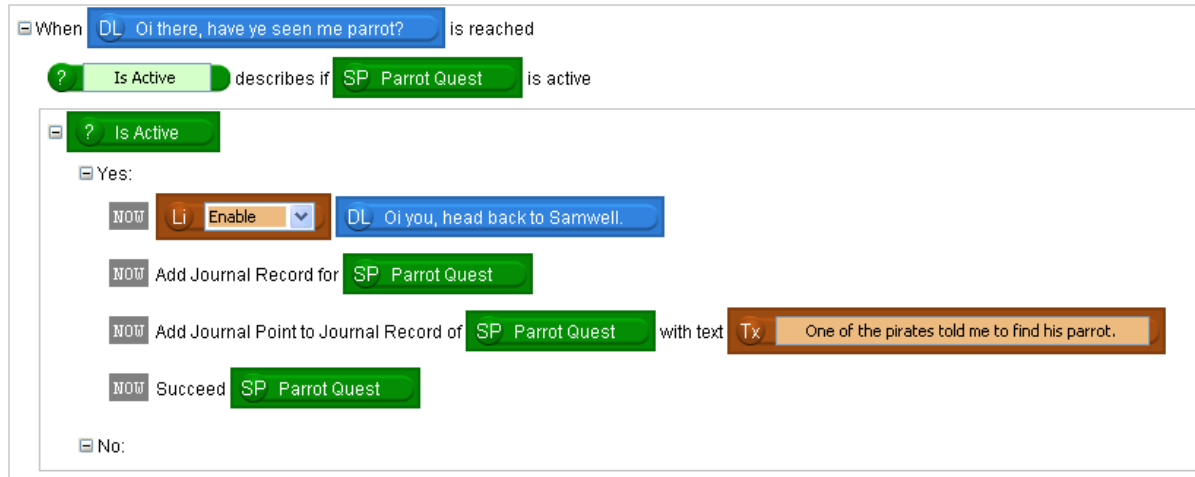 When DL Oi there, have ye seen me parrot? is reached
? Is Active describes if SP Parrot Quest is active
? Is Active
Yes:
NOW Li Enable DL Oi you, head back to Samwell.
NOW Add Journal Record for SP Parrot Quest
NOW Add Journal Point to Journal Record of SP Parrot Quest with text Tx One of the pirates told me to find his parrot.
NOW Succeed SP Parrot Quest
No: